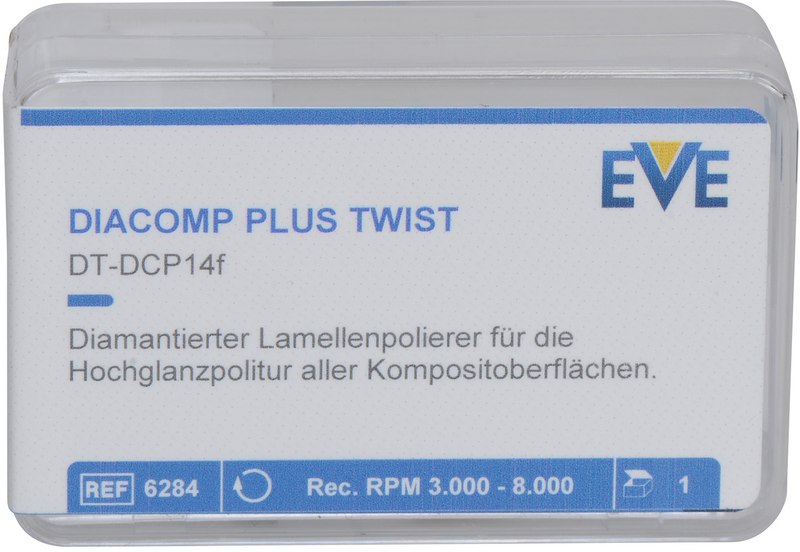 EVE
DIACOMP PLUS TWIST
DT-DCP14f
Diamantierter Lamellenpolierer für die
Hochglanzpolitur aller Kompositoberflächen.
REF 6284 Rec. RPM 3.000 - 8.000 1